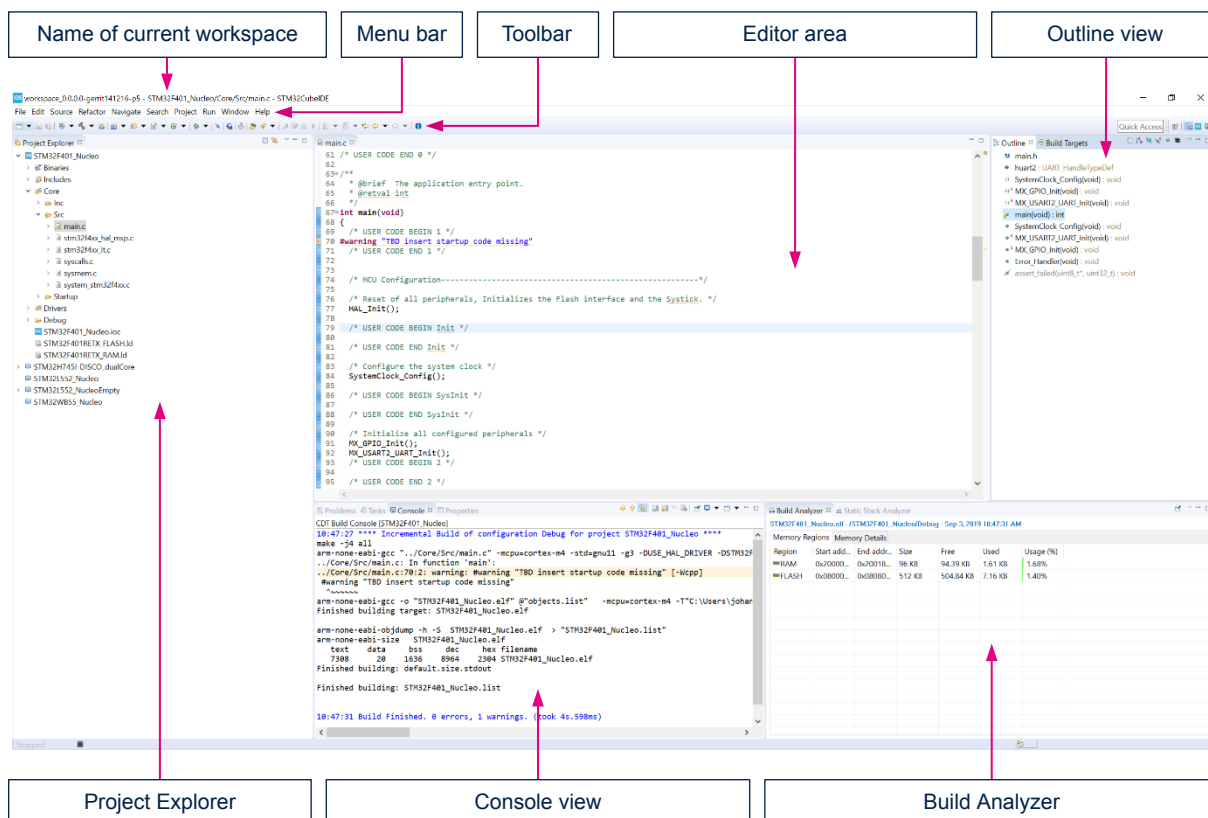 Name of current workspace
Menu bar
Toolbar
Editor area
Outline view
workspace_0.0.0.0-gerrit141216-p5 - STM32F401_Nucleo/Core/Src/main.c - STM32CubeIDE
File Edit Source Refactor Navigate Search Project Run Window Help
Quick Access
Project Explorer
STM32F401_Nucleo
Binaries
Includes
Core
Inc
Src
main.c
stm32f4xx_hal_msp.c
stm32f4xx_it.c
syscalls.c
sysmem.c
system_stm32f4xx.c
Startup
Drivers
Debug
STM32F401_Nucleo.ioc
STM32F401RETX_FLASH.ld
STM32F401RETX_RAM.ld
STM32H745I DISCO_dualCore
STM32L552_Nucleo
STM32L552_NucleoEmpty
STM32WB55_Nucleo
main.c
61 /* USER CODE END 0 */
62
63 /**
64 * @brief The application entry point.
65 * @retval int
66 */
67 int main(void)
68 {
69 /* USER CODE BEGIN 1 */
70 #warning "TBD insert startup code missing"
71 /* USER CODE END 1 */
72
73
74 /* MCU Configuration--------------------------------------------------------*/
75
76 /* Reset of all peripherals, Initializes the Flash interface and the Systick. */
77 HAL_Init();
78
79 /* USER CODE BEGIN Init */
80
81 /* USER CODE END Init */
82
83 /* Configure the system clock */
84 SystemClock_Config();
85
86 /* USER CODE BEGIN SysInit */
87
88 /* USER CODE END SysInit */
89
90 /* Initialize all configured peripherals */
91 MX_GPIO_Init();
92 MX_USART2_UART_Init();
93 /* USER CODE BEGIN 2 */
94
95 /* USER CODE END 2 */
Outline Build Targets
main.h
huart2 : UART_HandleTypeDef
SystemClock_Config(void) : void
MX_GPIO_Init(void) : void
MX_USART2_UART_Init(void) : void
main(void) : int
SystemClock_Config(void) : void
MX_USART2_UART_Init(void) : void
MX_GPIO_Init(void) : void
Error_Handler(void) : void
assert_failed(uint8_t*, uint32_t) : void
Problems Tasks Console Properties
CDT Build Console [STM32F401_Nucleo]
10:47:27 **** Incremental Build of configuration Debug for project STM32F401_Nucleo ****
make -j4 all
arm-none-eabi-gcc "../Core/Src/main.c" -mcpu=cortex-m4 -std=gnu11 -g3 -DUSE_HAL_DRIVER -DSTM32F
../Core/Src/main.c: In function 'main':
../Core/Src/main.c:70:2: warning: #warning "TBD insert startup code missing" [-Wcpp]
#warning "TBD insert startup code missing"
^~~~~~~
arm-none-eabi-gcc -o "STM32F401_Nucleo.elf" @"objects.list" -mcpu=cortex-m4 -T"C:\Users\johar
Finished building target: STM32F401_Nucleo.elf
arm-none-eabi-objdump -h -S STM32F401_Nucleo.elf > "STM32F401_Nucleo.list"
arm-none-eabi-size STM32F401_Nucleo.elf
text data bss dec hex filename
7308 20 1636 8964 2304 STM32F401_Nucleo.elf
Finished building: default.size.stdout
Finished building: STM32F401_Nucleo.list
10:47:31 Build Finished. 0 errors, 1 warnings. (took 4s.598ms)
Build Analyzer Static Stack Analyzer
STM32F401_Nucleo.elf - /STM32F401_Nucleo/Debug - Sep 3, 2019 10:47:31 AM
Memory Regions Memory Details
Region Start add... End addr... Size Free Used Usage (%)
RAM 0x20000... 0x20018... 96 KB 94.39 KB 1.61 KB 1.68%
FLASH 0x08000... 0x08080... 512 KB 504.84 KB 7.16 KB 1.40%
Stopped
Project Explorer
Console view
Build Analyzer